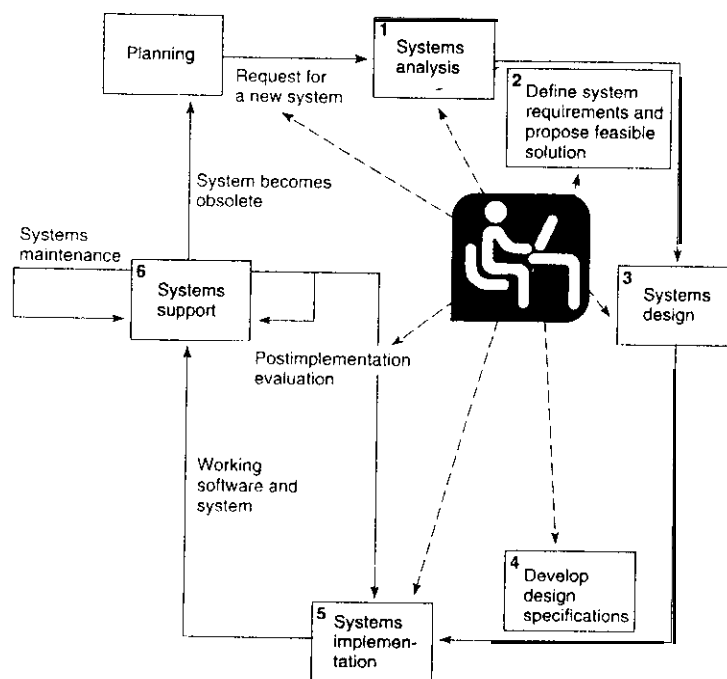 Planning
Request for
a new system
1
Systems
analysis
2
Define system
requirements and
propose feasible
solution
System becomes
obsolete
Systems
maintenance
6
Systems
support
3
Systems
design
Postimplementation
evaluation
Working
software and
system
4
Develop
design
specifications
5
Systems
implemen-
tation